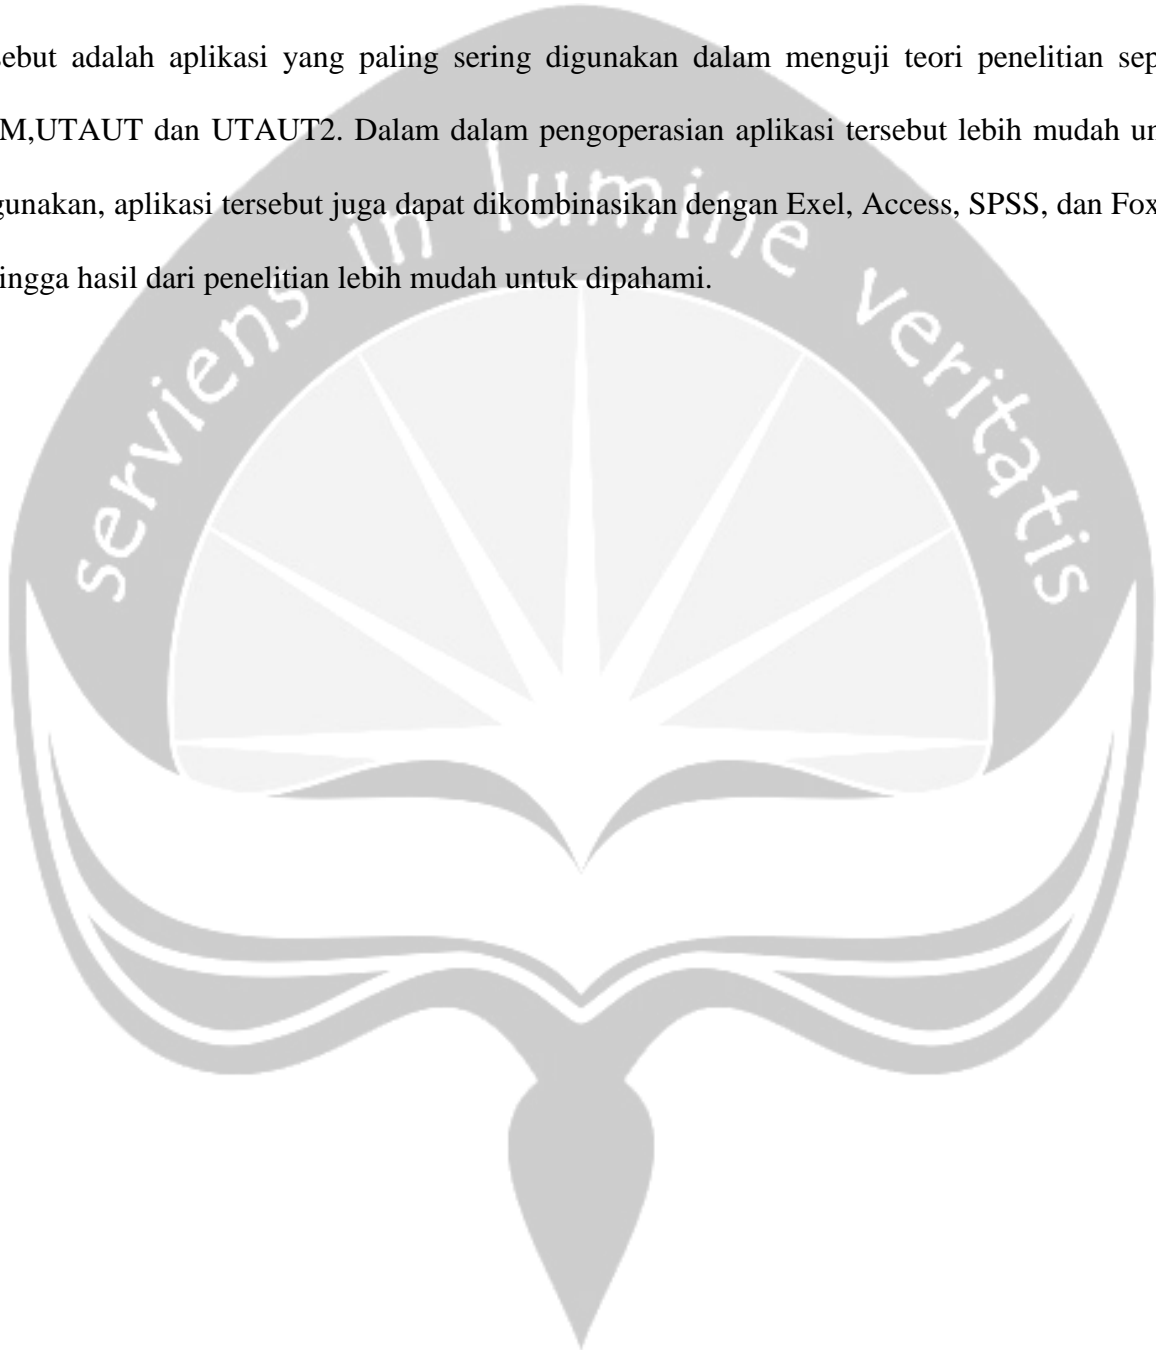 sebut adalah aplikasi yang paling sering digunakan dalam menguji teori penelitian sep
M,UTAUT dan UTAUT2. Dalam dalam pengoperasian aplikasi tersebut lebih mudah un
gunakan, aplikasi tersebut juga dapat dikombinasikan dengan Exel, Access, SPSS, dan Fox
ingga hasil dari penelitian lebih mudah untuk dipahami.
serviens in lumine veritatis